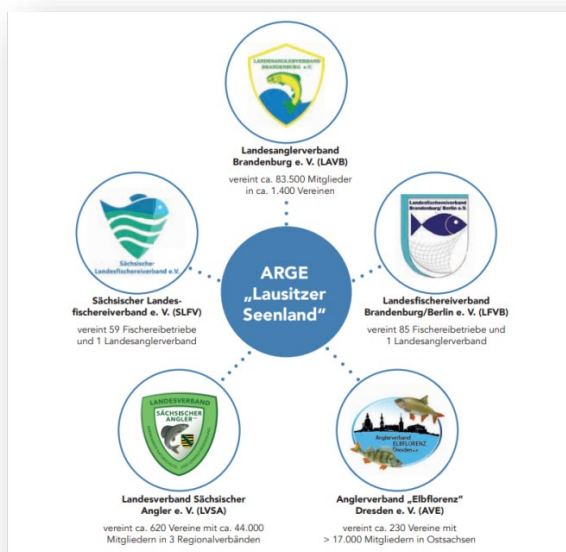 LANDESANGLERVERBAND
BRANDENBURG e.V.
Landesanglerverband
Brandenburg e. V. (LAVB)
vereint ca. 83.500 Mitglieder
in ca. 1.400 Vereinen
Sächsischer
Landesfischereiverband e.V.
Sächsischer Landes-
fischereiverband e. V. (SLFV)
vereint 59 Fischereibetriebe
und 1 Landesanglerverband
ARGE
„Lausitzer
Seenland“
Landesfischereiverband
Brandenburg/ Berlin e.V.
Landesfischereiverband
Brandenburg/Berlin e. V. (LFVB)
vereint 85 Fischereibetriebe und
1 Landesanglerverband
LANDESVERBAND
SÄCHSISCHER
ANGLER
Landesverband Sächsischer
Angler e. V. (LVSA)
vereint ca. 620 Vereine mit ca. 44.000
Mitgliedern in 3 Regionalverbänden
Anglerverband
ELBFLORENZ
Dresden e.V.
Anglerverband „Elbflorenz“
Dresden e. V. (AVE)
vereint ca. 230 Vereine mit
> 17.000 Mitgliedern in Ostsachsen